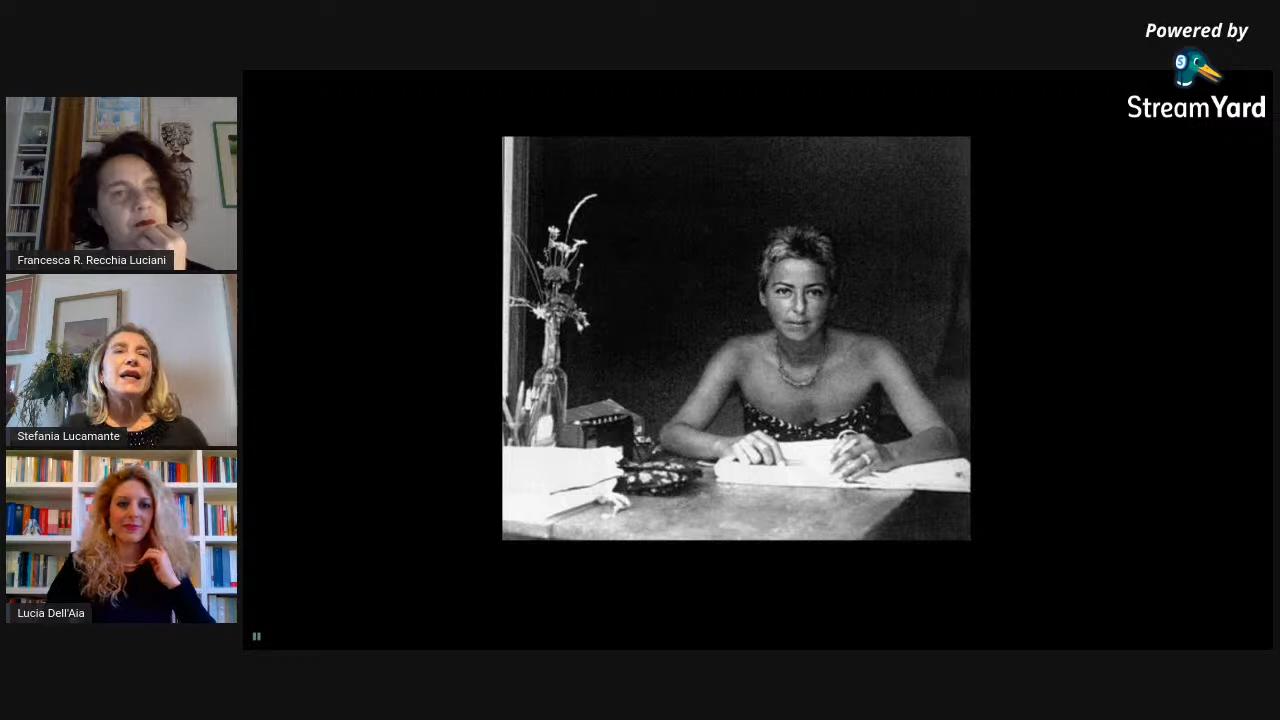 Powered by
StreamYard
Francesca R. Recchia Luciani
Stefania Lucamante
Lucia Dell'Aia